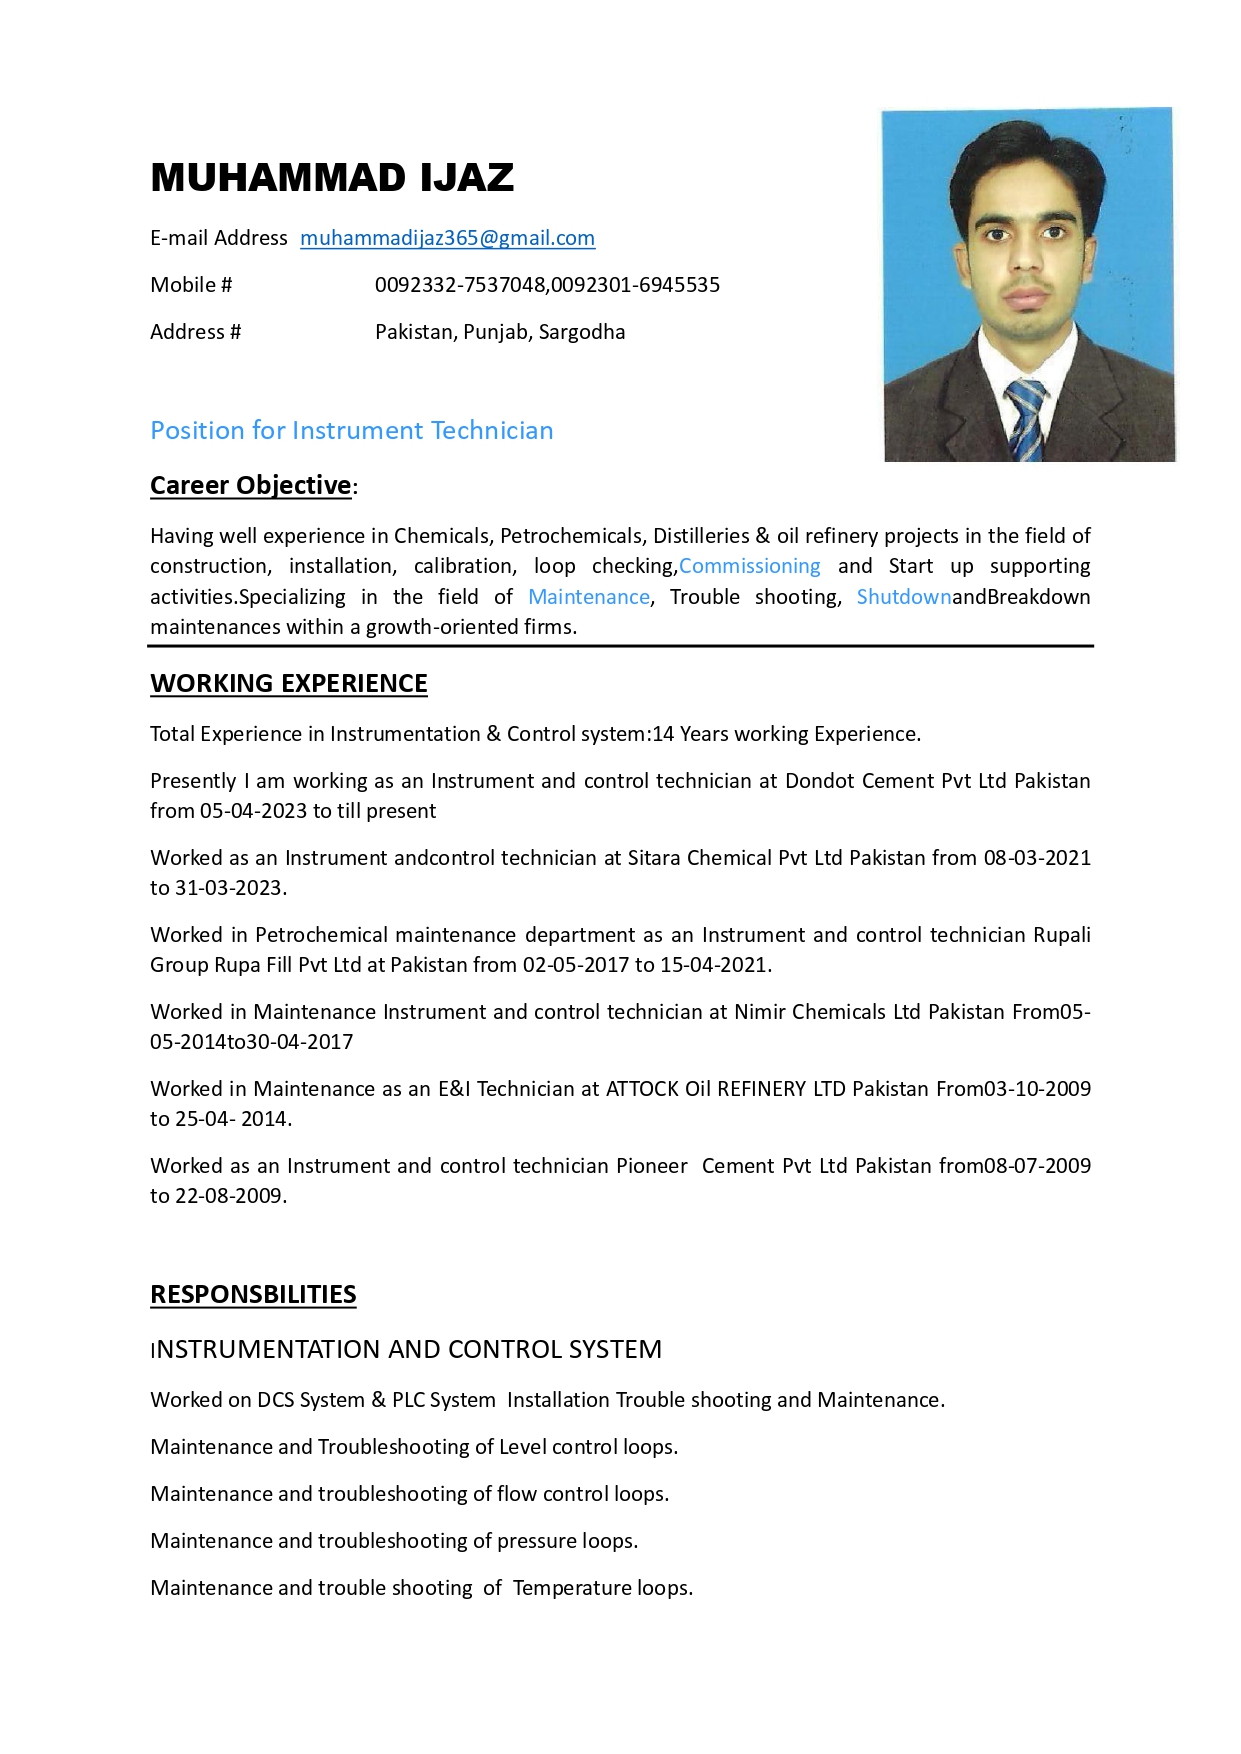 MUHAMMAD IJAZ
E-mail Address muhammadijaz365@gmail.com
Mobile # 0092332-7537048,0092301-6945535
Address # Pakistan, Punjab, Sargodha
Position for Instrument Technician
Career Objective:
Having well experience in Chemicals, Petrochemicals, Distilleries & oil refinery projects in the field of
construction, installation, calibration, loop checking,Commissioning and Start up supporting
activities.Specializing in the field of Maintenance, Trouble shooting, ShutdownandBreakdown
maintenances within a growth-oriented firms.
WORKING EXPERIENCE
Total Experience in Instrumentation & Control system:14 Years working Experience.
Presently I am working as an Instrument and control technician at Dondot Cement Pvt Ltd Pakistan
from 05-04-2023 to till present
Worked as an Instrument andcontrol technician at Sitara Chemical Pvt Ltd Pakistan from 08-03-2021
to 31-03-2023.
Worked in Petrochemical maintenance department as an Instrument and control technician Rupali
Group Rupa Fill Pvt Ltd at Pakistan from 02-05-2017 to 15-04-2021.
Worked in Maintenance Instrument and control technician at Nimir Chemicals Ltd Pakistan From05-
05-2014to30-04-2017
Worked in Maintenance as an E&I Technician at ATTOCK Oil REFINERY LTD Pakistan From03-10-2009
to 25-04- 2014.
Worked as an Instrument and control technician Pioneer  Cement Pvt Ltd Pakistan from08-07-2009
to 22-08-2009.
RESPONSBILITIES
INSTRUMENTATION AND CONTROL SYSTEM
Worked on DCS System & PLC System  Installation Trouble shooting and Maintenance.
Maintenance and Troubleshooting of Level control loops.
Maintenance and troubleshooting of flow control loops.
Maintenance and troubleshooting of pressure loops.
Maintenance and trouble shooting  of  Temperature loops.